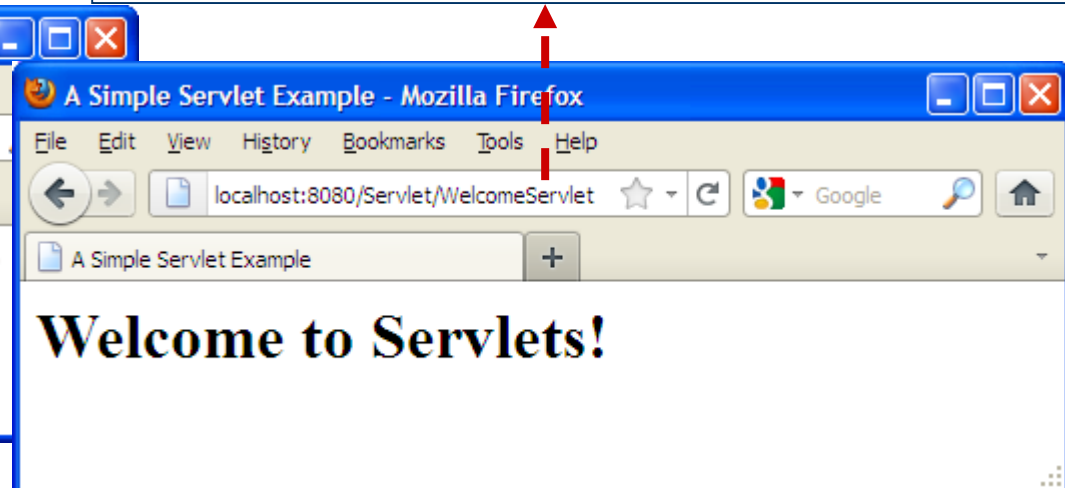 A Simple Servlet Example - Mozilla Firefox
File Edit View History Bookmarks Tools Help
localhost:8080/Servlet/WelcomeServlet Google
A Simple Servlet Example
Welcome to Servlets!